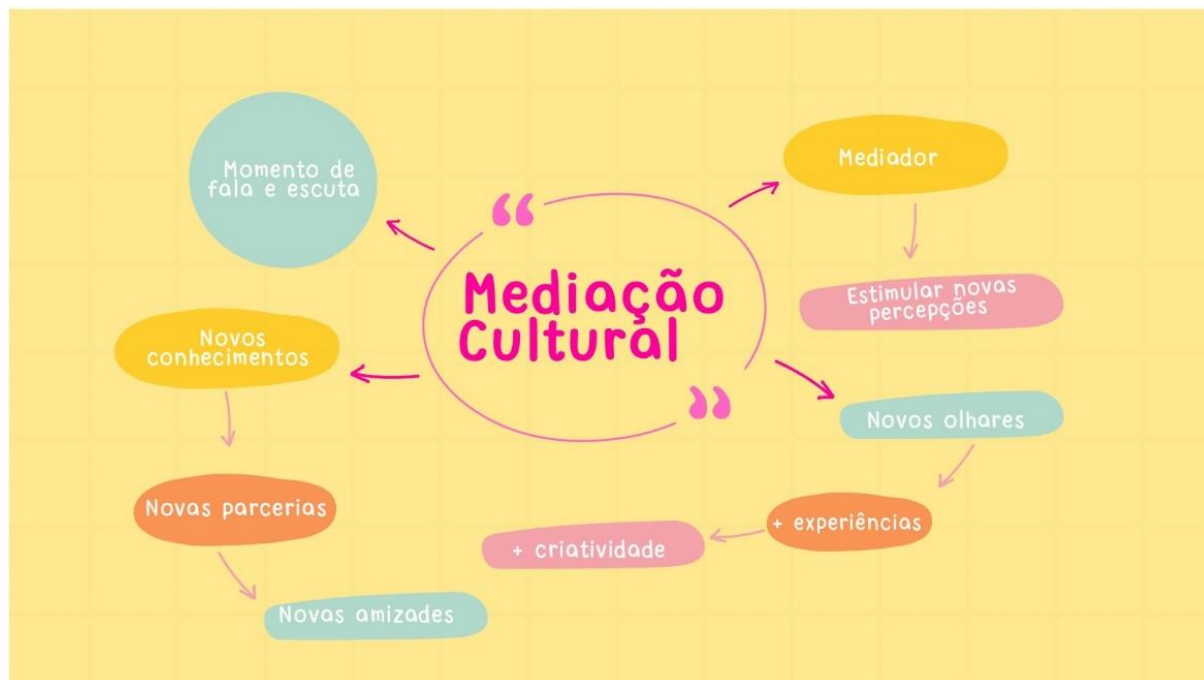 Momento de
fala e escuta
Mediador
“
Mediação
Cultural
”
Estimular novas
percepções
Novos
conhecimentos
Novos olhares
Novas parcerias
+ experiências
+ criatividade
Novas amizades